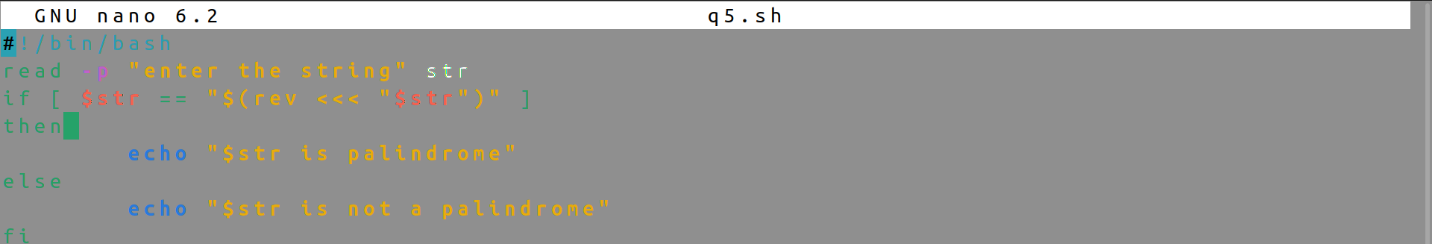 GNU nano 6.2 q5.sh
#!/bin/bash
read -p "enter the string" str
if [ $str == "$(rev <<< "$str")" ]
then
echo "$str is palindrome"
else
echo "$str is not a palindrome"
fi